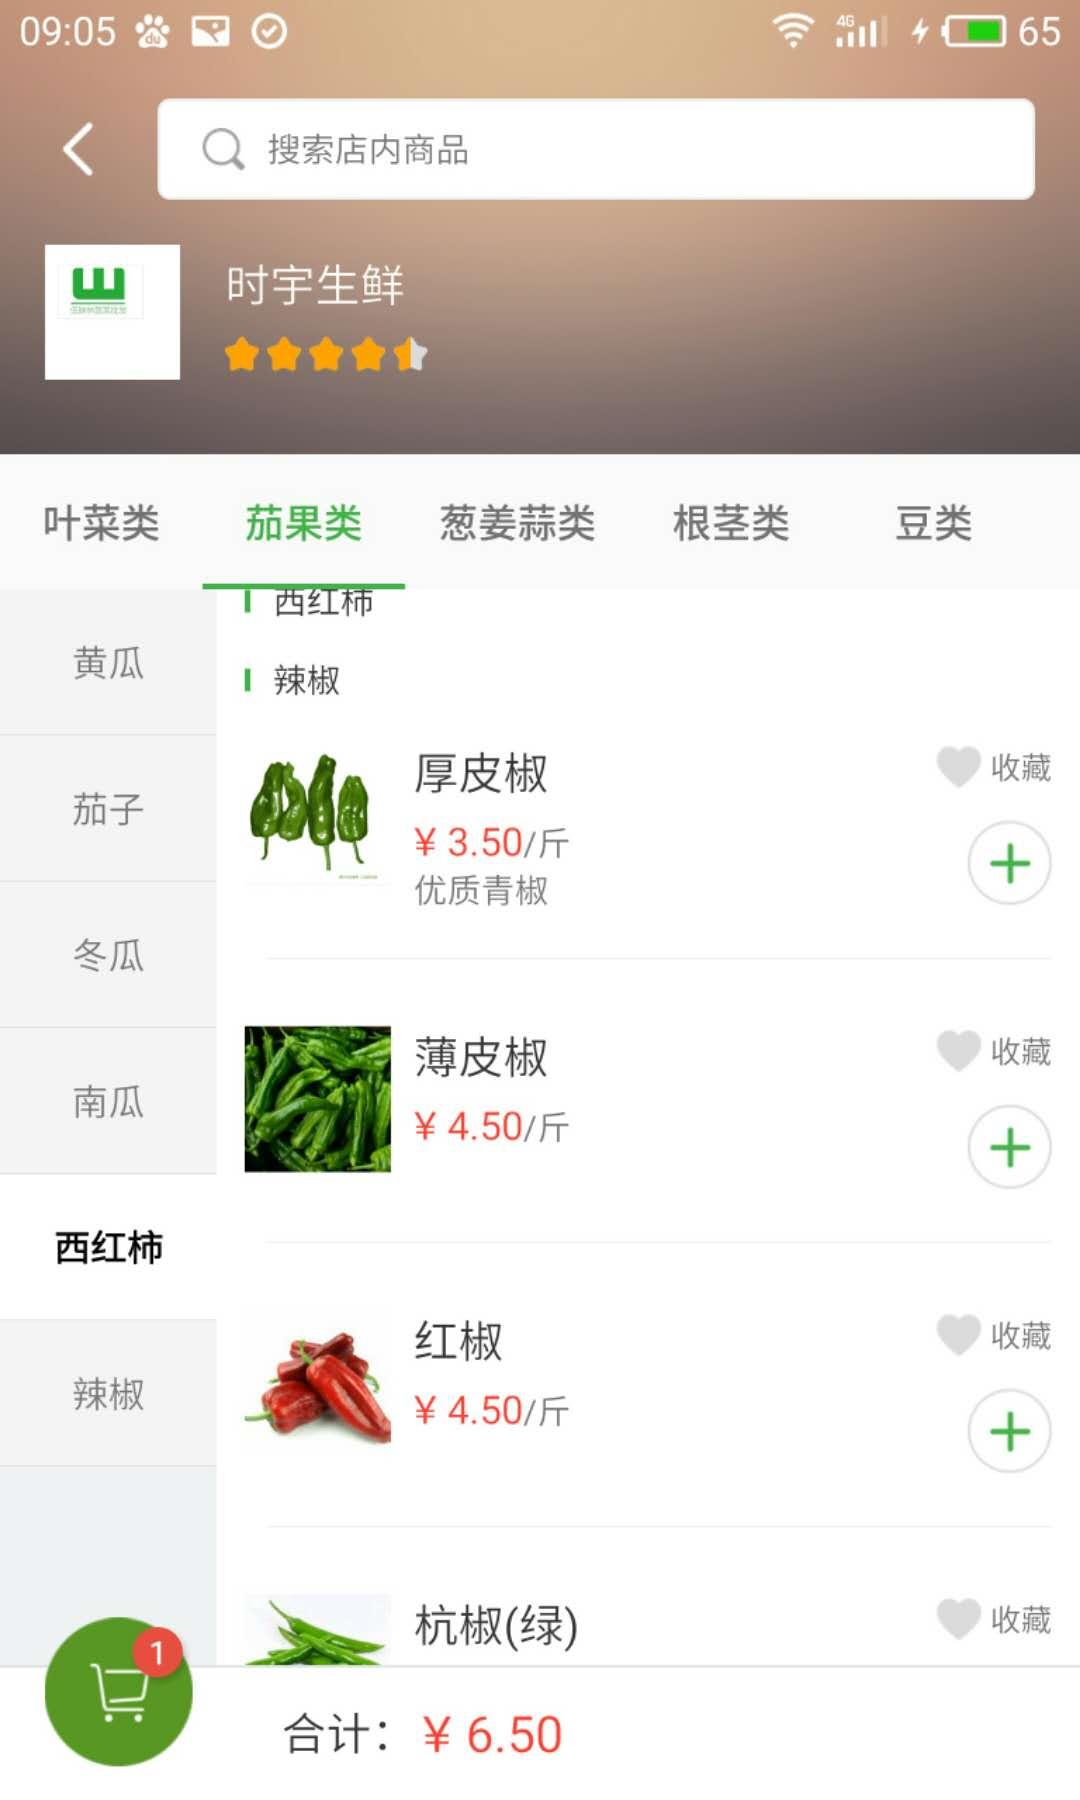 09:05
du
4G
65
搜索店内商品
时宇生鲜
叶菜类
茄果类
葱姜蒜类
根茎类
豆类
西红柿
黄瓜
辣椒
厚皮椒
收藏
¥ 3.50/斤
优质青椒
茄子
冬瓜
薄皮椒
收藏
¥ 4.50/斤
南瓜
西红柿
红椒
收藏
¥ 4.50/斤
辣椒
杭椒(绿)
收藏
1
合计：¥ 6.50